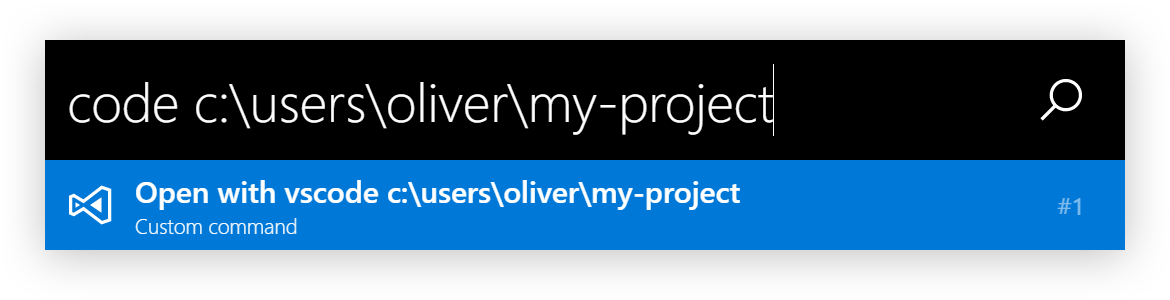 code c:\users\oliver\my-project
Open with vscode c:\users\oliver\my-project
#1
Custom command